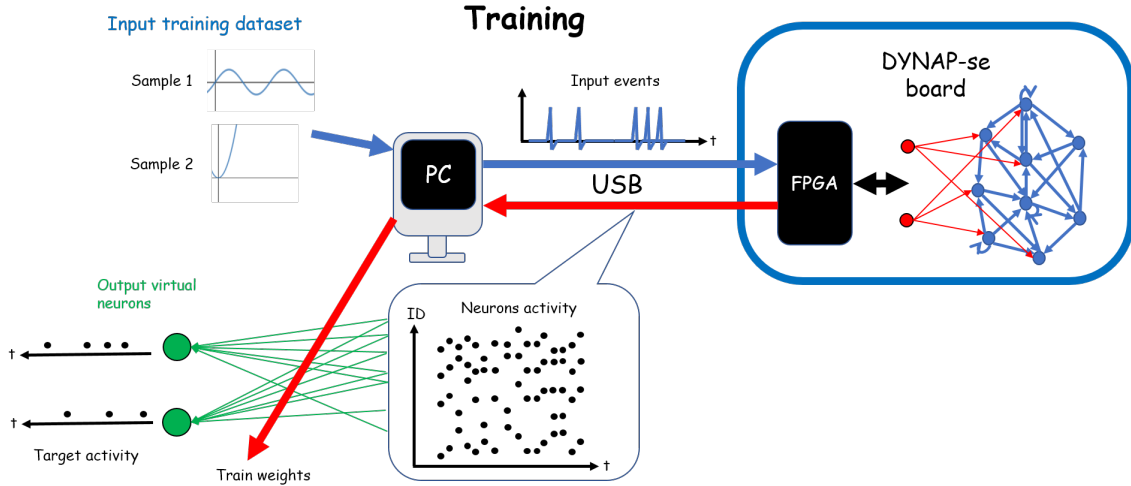 Training
Input training dataset
Sample 1
Sample 2
Input events
t
PC
USB
DYNAP-se
board
FPGA
Output virtual
neurons
t
t
Target activity
Train weights
ID
Neurons activity
t